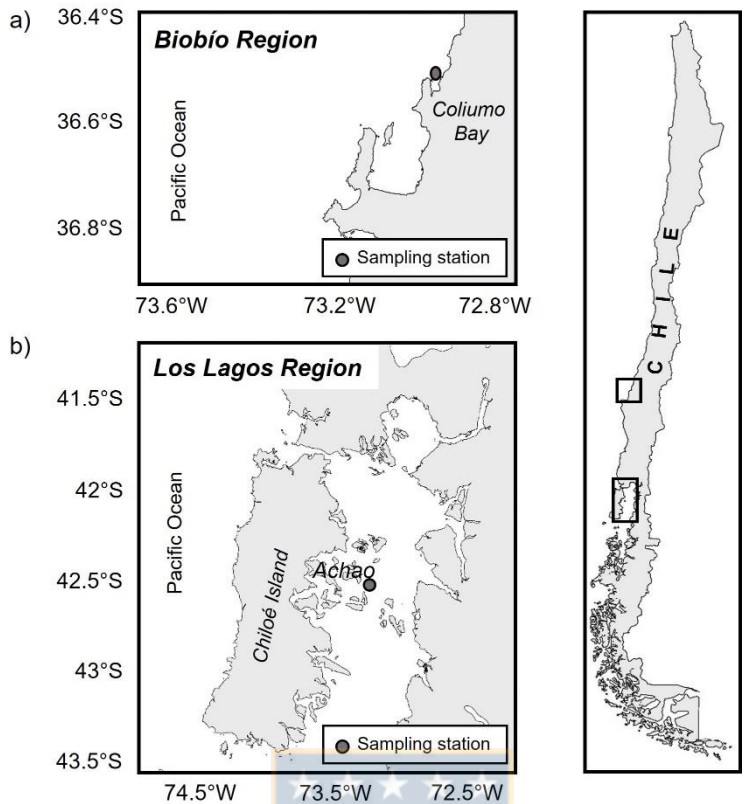 a)
36.4°S
36.6°S
36.8°S
Biobío Region
Pacific Ocean
Coliumo
Bay
Sampling station
73.6°W 73.2°W 72.8°W
b)
41.5°S
42°S
42.5°S
43°S
43.5°S
Los Lagos Region
Pacific Ocean
Chiloé Island
Achao
Sampling station
74.5°W 73.5°W 72.5°W
CHILE